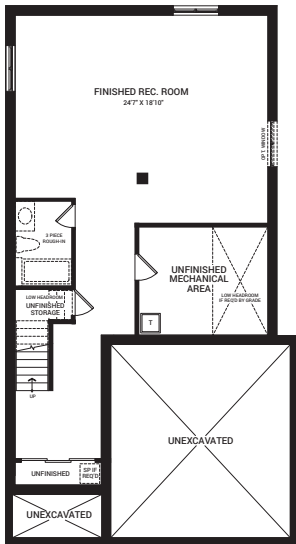 FINISHED REC. ROOM
24'7" X 18'10"
OPT. WINDOW
3 PIECE
ROUGH-IN
UNFINISHED
MECHANICAL
AREA
LOW HEADROOM
IF REQ'D BY GRADE
LOW HEADROOM
UNFINISHED
STORAGE
T
UP
UNEXCAVATED
UNFINISHED
SP IF
REQ'D
UNEXCAVATED